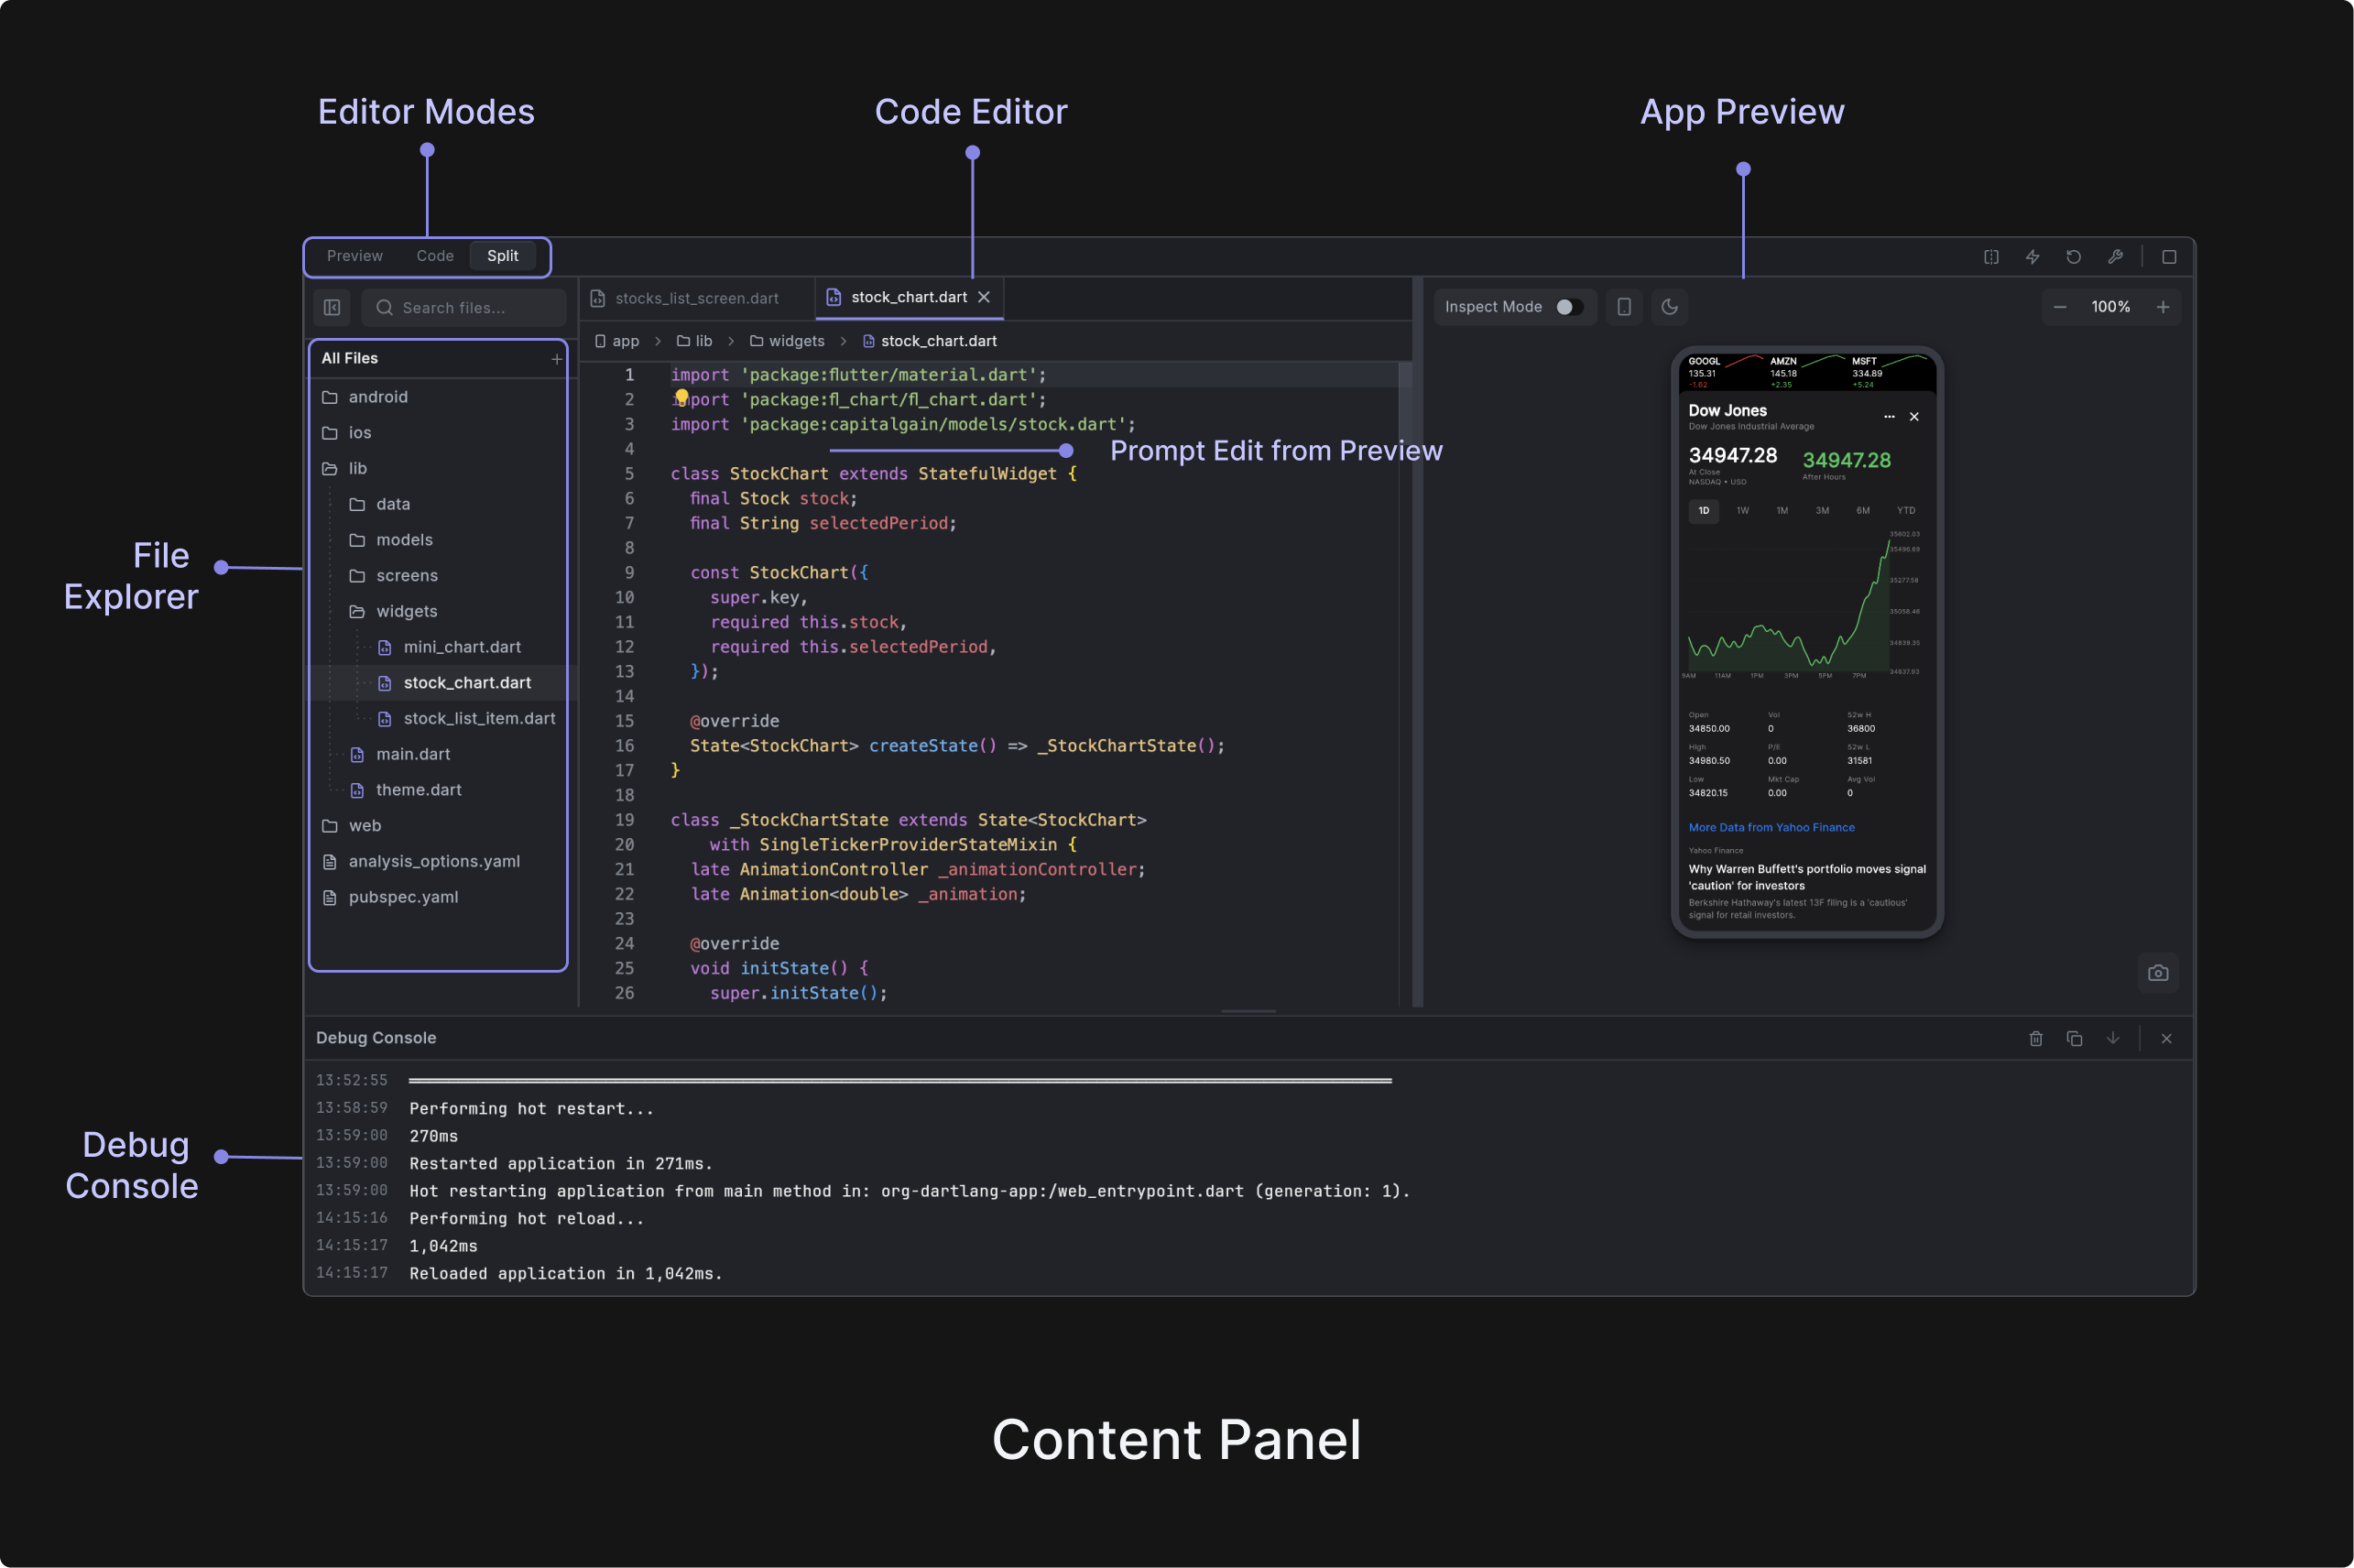 Editor Modes
Code Editor
App Preview
Preview Code Split
Search files...
stocks_list_screen.dart
stock_chart.dart
Inspect Mode
100%
app > lib > widgets > stock_chart.dart
All Files
android
ios
lib
data
models
screens
widgets
mini_chart.dart
stock_chart.dart
stock_list_item.dart
main.dart
theme.dart
web
analysis_options.yaml
pubspec.yaml
File
Explorer
1 import 'package:flutter/material.dart';
2 import 'package:fl_chart/fl_chart.dart';
3 import 'package:capitalgain/models/stock.dart';
4
Prompt Edit from Preview
5 class StockChart extends StatefulWidget {
6 final Stock stock;
7 final String selectedPeriod;
8
9 const StockChart({
10 super.key,
11 required this.stock,
12 required this.selectedPeriod,
13 });
14
15 @override
16 State<StockChart> createState() => _StockChartState();
17 }
18
19 class _StockChartState extends State<StockChart>
20 with SingleTickerProviderStateMixin {
21 late AnimationController _animationController;
22 late Animation<double> _animation;
23
24 @override
25 void initState() {
26 super.initState();
GOOGL AMZN MSFT
135.31 145.18 334.89
-1.62 +2.35 +5.24
Dow Jones
Dow Jones Industrial Average
34947.28 34947.28
At Close After Hours
NASDAQ • USD
1D 1W 1M 3M 6M YTD
35602.03
35496.69
35277.58
35058.46
34839.35
34637.93
9AM 11AM 1PM 3PM 5PM 7PM
Open Vol 52w H
34850.00 0 36800
High P/E 52w L
34980.50 0.00 31581
Low Mkt Cap Avg Vol
34820.15 0.00 0
More Data from Yahoo Finance
Yahoo Finance
Why Warren Buffett's portfolio moves signal
'caution' for investors
Berkshire Hathaway's latest 13F filing is a 'cautious'
signal for retail investors.
Debug Console
Debug
Console
13:52:55
13:58:59 Performing hot restart...
13:59:00 270ms
13:59:00 Restarted application in 271ms.
13:59:00 Hot restarting application from main method in: org-dartlang-app:/web_entrypoint.dart (generation: 1).
14:15:16 Performing hot reload...
14:15:17 1,042ms
14:15:17 Reloaded application in 1,042ms.
Content Panel